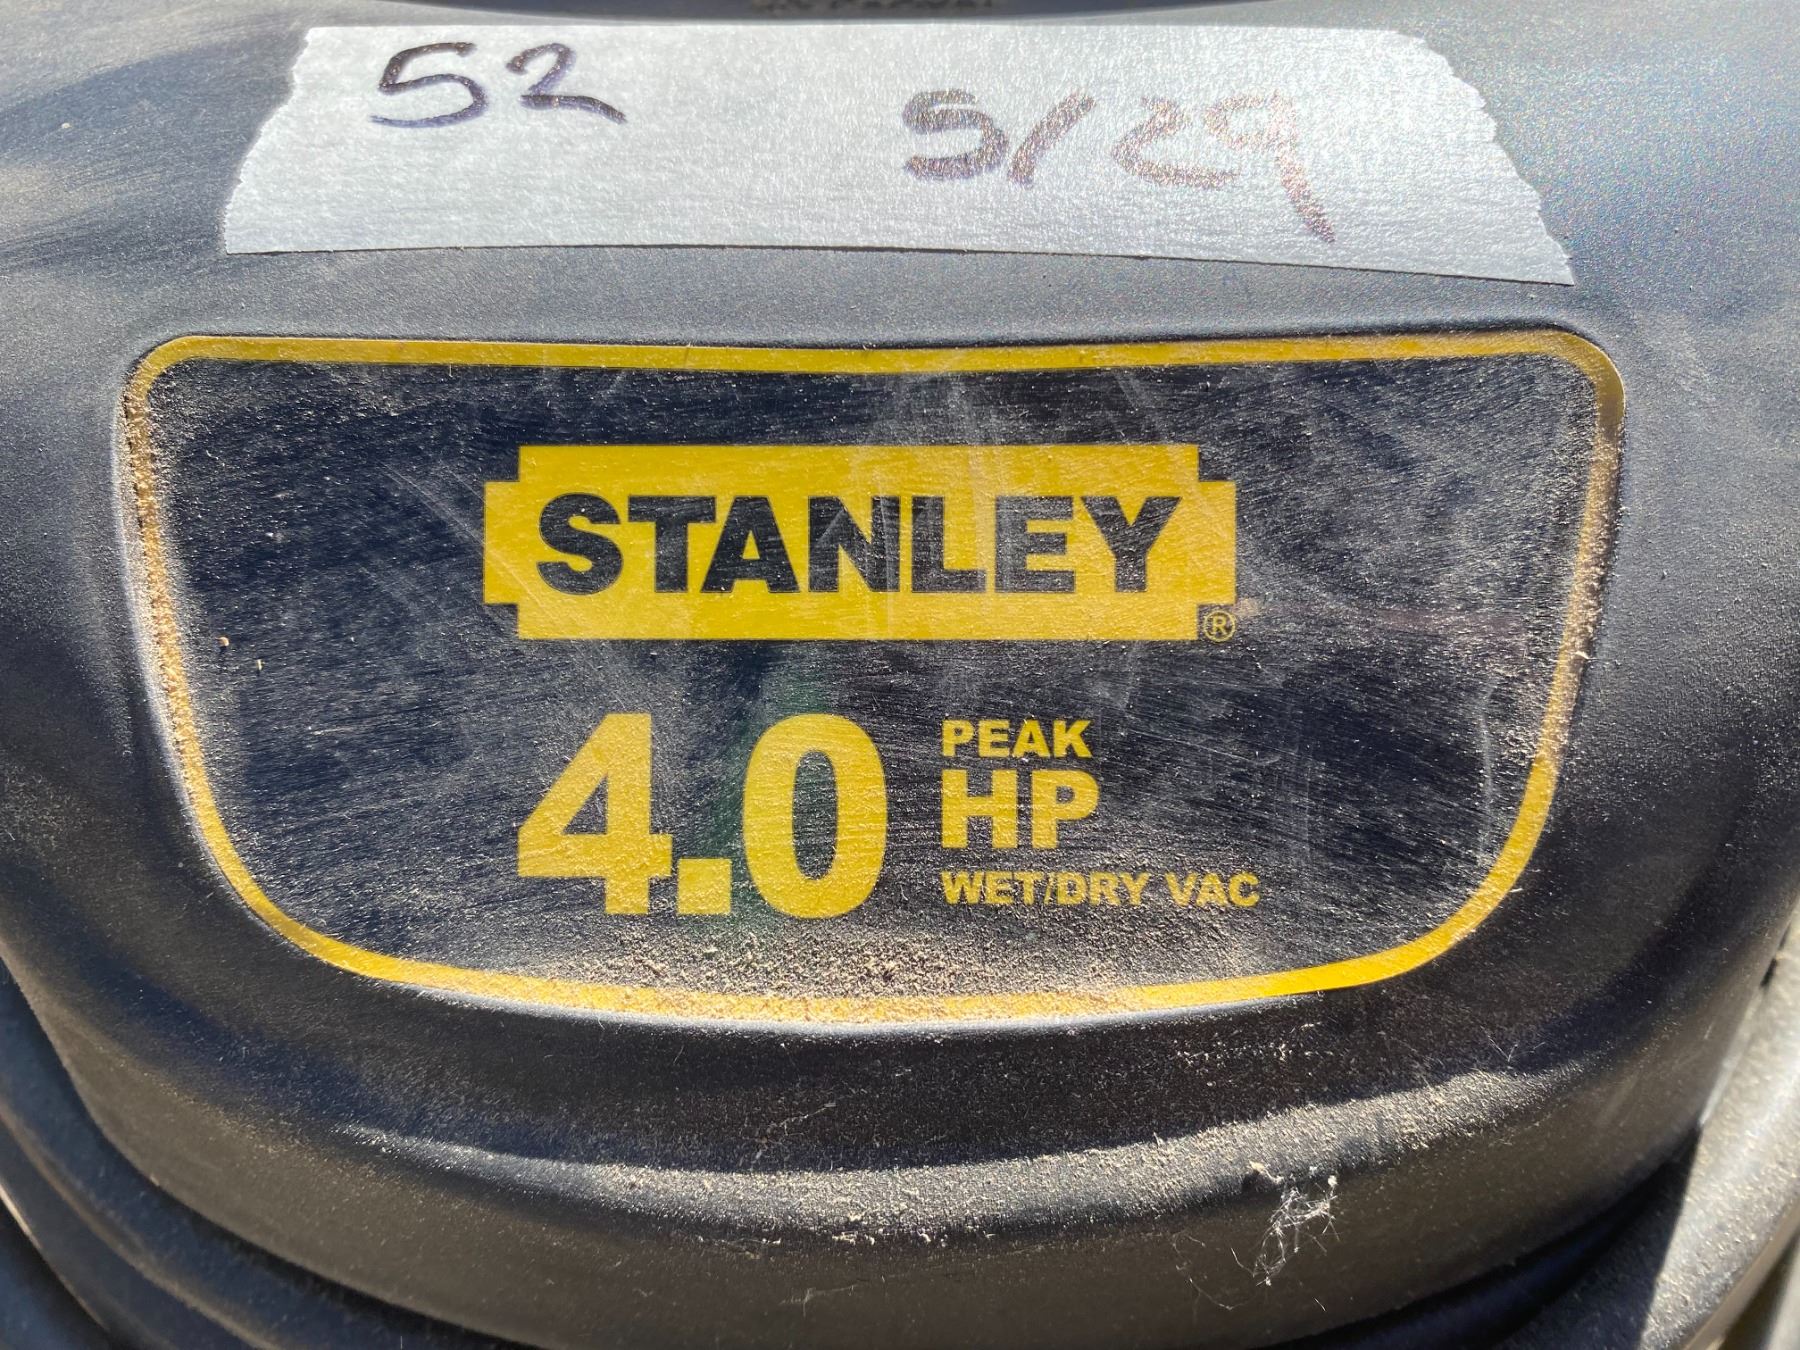 52 5/29
STANLEY®
4.0 PEAK
HP
WET/DRY VAC